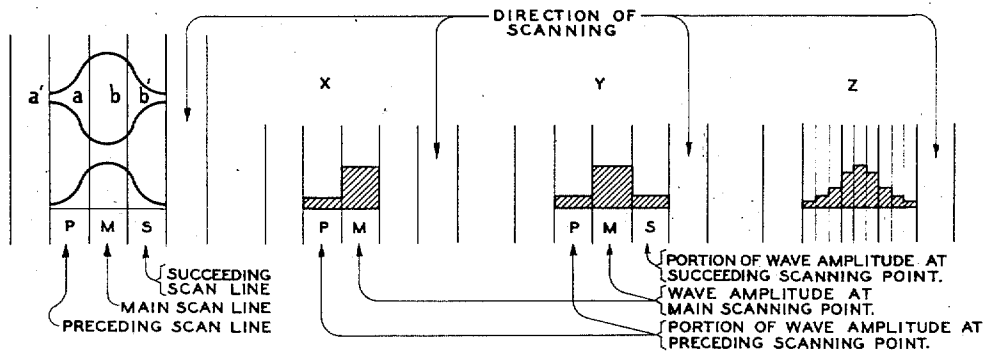 DIRECTION OF
SCANNING
X
Y
Z
a' a b b'
P M S
P M
P M S
SUCCEEDING
SCAN LINE
MAIN SCAN LINE
PRECEDING SCAN LINE
PORTION OF WAVE AMPLITUDE AT
SUCCEEDING SCANNING POINT.
WAVE AMPLITUDE AT
MAIN SCANNING POINT.
PORTION OF WAVE AMPLITUDE AT
PRECEDING SCANNING POINT.